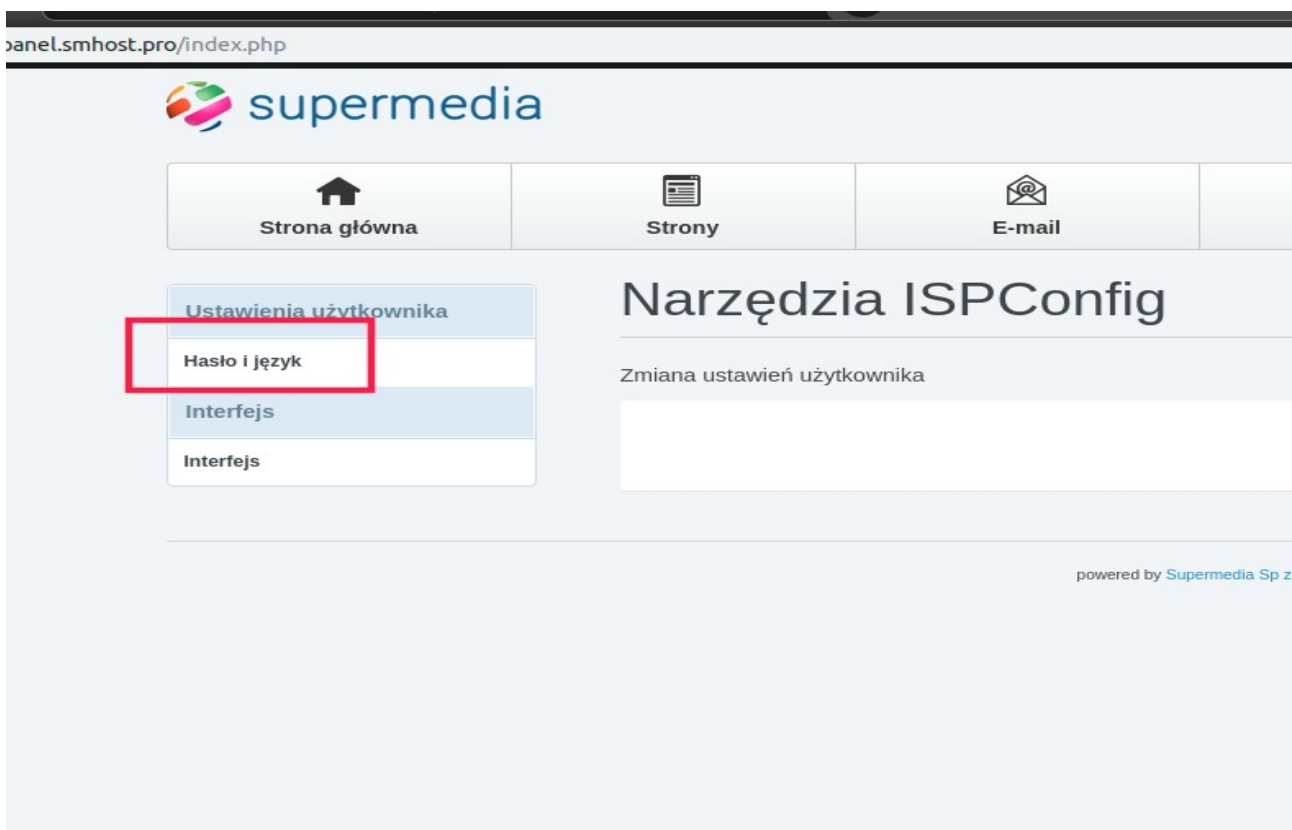 panel.smhost.pro/index.php
supermedia
Strona główna
Strony
E-mail
Ustawienia użytkownika
Hasło i język
Interfejs
Interfejs
Narzędzia ISPConfig
Zmiana ustawień użytkownika
powered by Supermedia Sp z